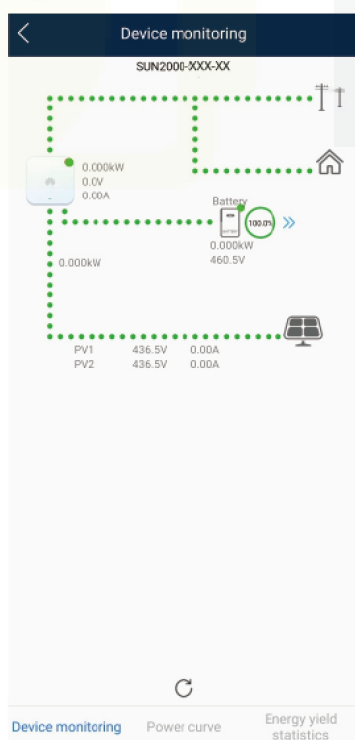 Device monitoring
SUN2000-XXX-XX
0.000kW
0.0V
0.00A
Battery
100.0%
BATTERY
0.000kW
460.5V
0.000kW
PV1 436.5V 0.00A
PV2 436.5V 0.00A
Device monitoring Power curve Energy yield statistics